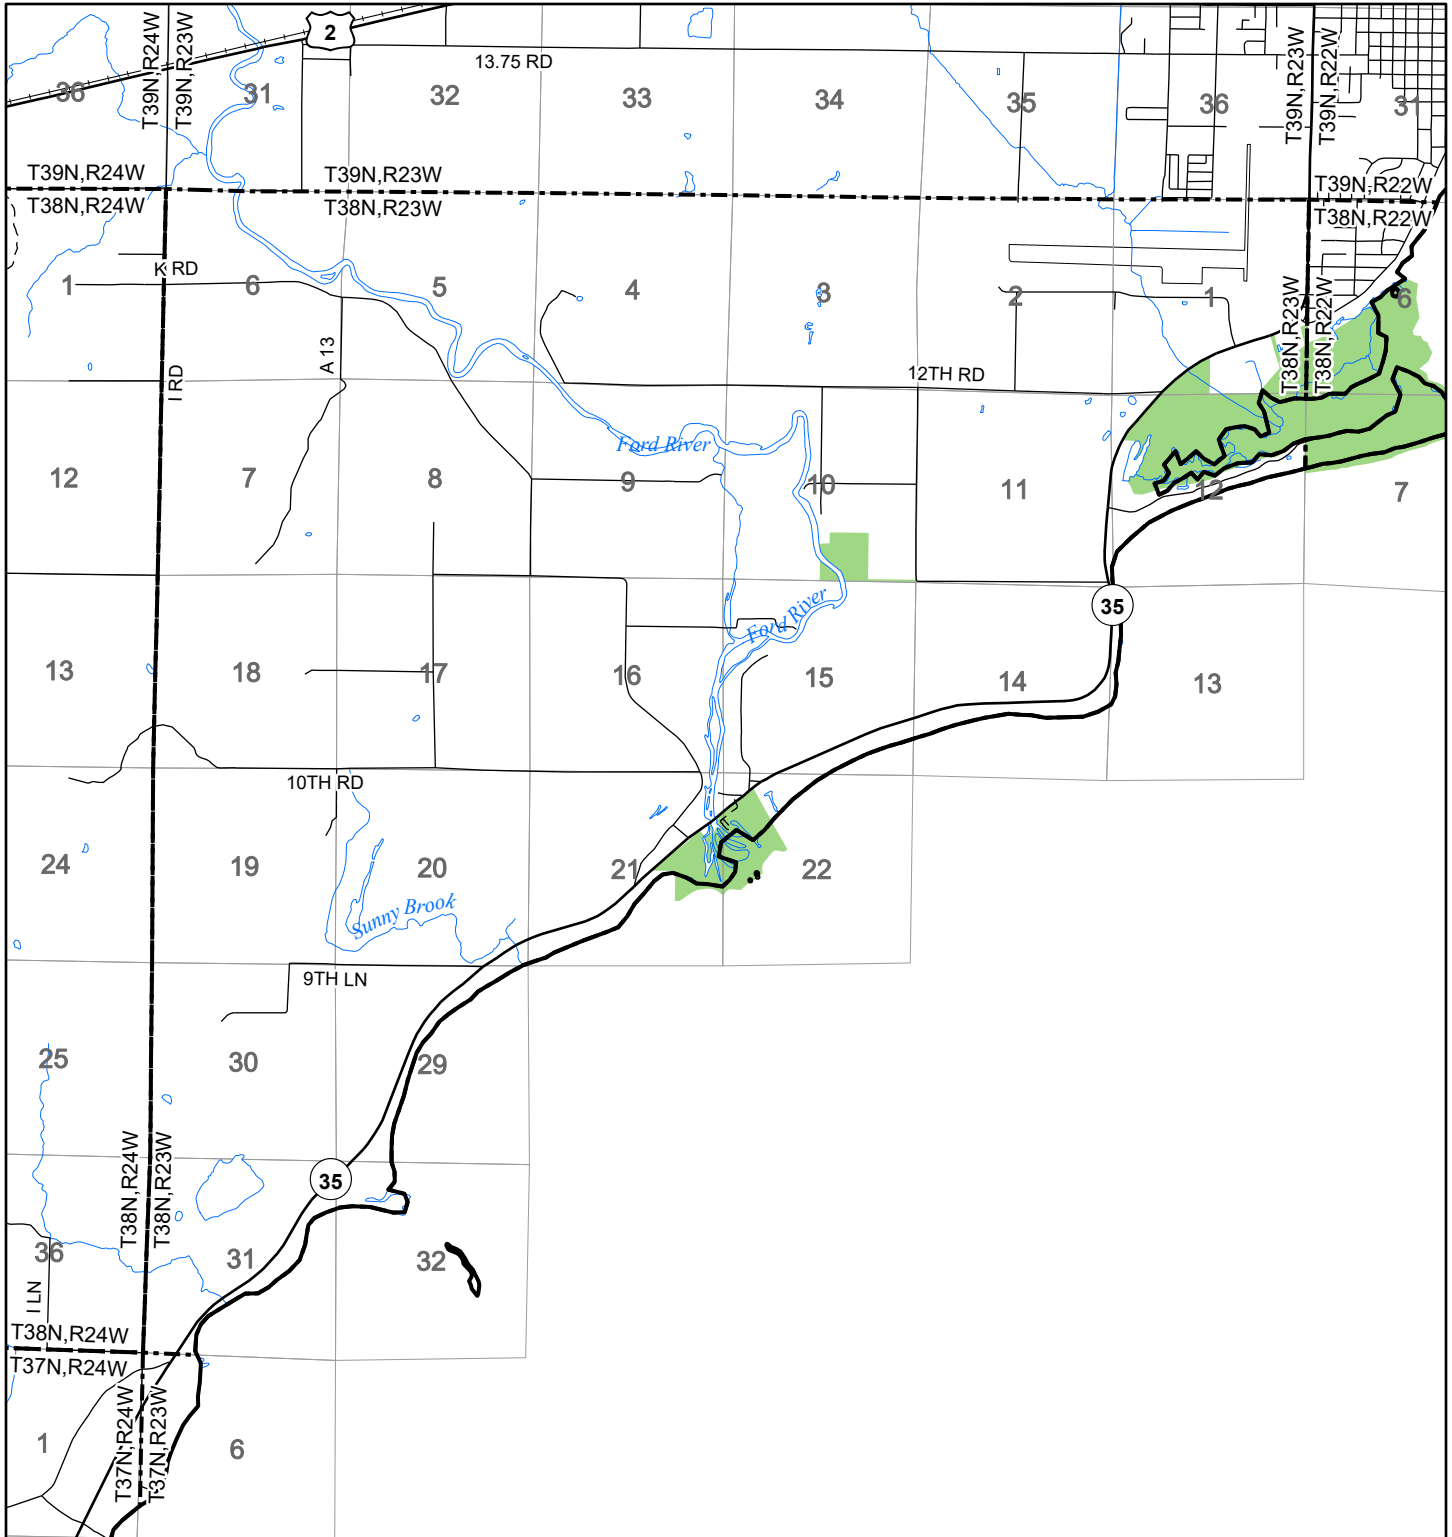 2
13.75 RD
T39N,R24W
T39N,R23W
T39N,R23W
T39N,R22W
36
31
32
33
34
35
36
31
T39N,R24W
T39N,R23W
T39N,R22W
T38N,R24W
T38N,R23W
T38N,R22W
K RD
1
6
5
4
3
2
1
6
T38N,R23W
T38N,R22W
A 13
I RD
12TH RD
Ford River
12
7
8
9
10
11
12
7
35
Ford River
13
18
17
16
15
14
13
10TH RD
24
19
20
21
22
Sunny Brook
9TH LN
25
30
29
T38N,R24W
T38N,R23W
35
36
31
32
I LN
T38N,R24W
T37N,R24W
T37N,R24W
T37N,R23W
1
6